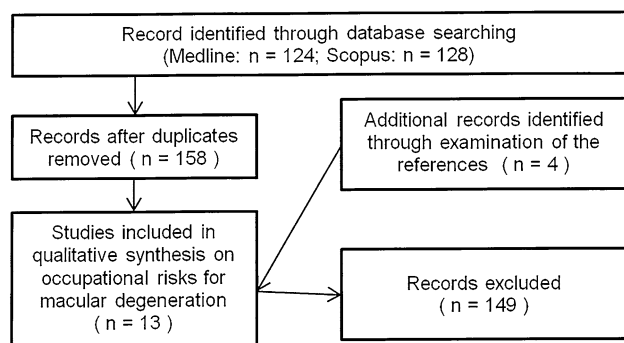 Record identified through database searching
(Medline: n = 124; Scopus: n = 128)
Records after duplicates
removed ( n = 158 )
Additional records identified
through examination of the
references ( n = 4 )
Studies included in
qualitative synthesis on
occupational risks for
macular degeneration
( n = 13 )
Records excluded
( n = 149 )